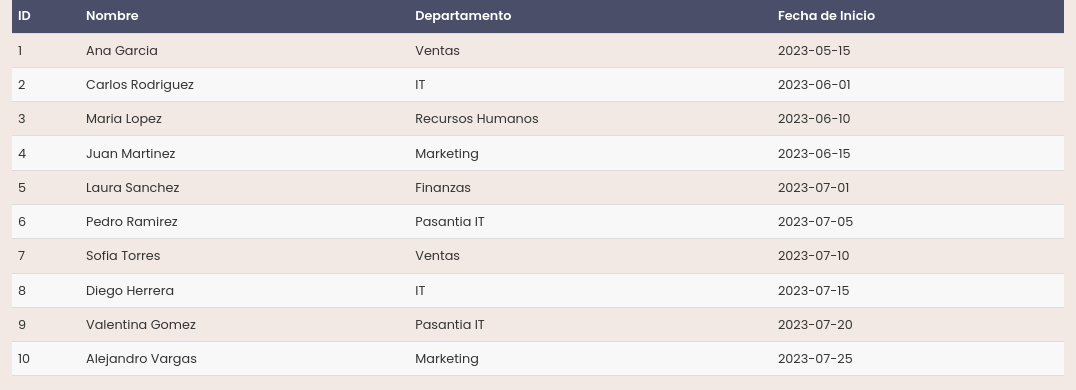 ID Nombre Departamento Fecha de Inicio
1 Ana Garcia Ventas 2023-05-15
2 Carlos Rodriguez IT 2023-06-01
3 Maria Lopez Recursos Humanos 2023-06-10
4 Juan Martinez Marketing 2023-06-15
5 Laura Sanchez Finanzas 2023-07-01
6 Pedro Ramirez Pasantia IT 2023-07-05
7 Sofia Torres Ventas 2023-07-10
8 Diego Herrera IT 2023-07-15
9 Valentina Gomez Pasantia IT 2023-07-20
10 Alejandro Vargas Marketing 2023-07-25